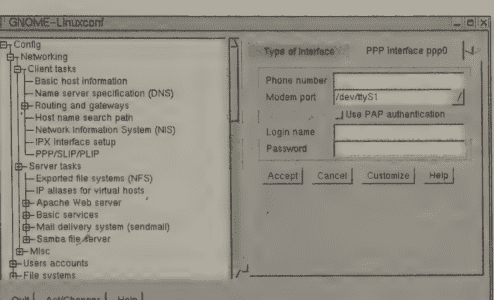 GNOME-Linuxconf
Config
Networking
Client tasks
Basic host information
Name server specification (DNS)
Routing and gateways
Host name search path
Network Information System (NIS)
IPX interface setup
PPP/SLIP/PLIP
Server tasks
Exported file systems (NFS)
IP aliases for virtual hosts
Apache Web server
Basic services
Mail delivery system (sendmail)
Samba file server
Misc
Users accounts
File systems
Quit Act/Changes Help
Type of interface PPP interface ppp0
Phone number
Modem port /dev/ttyS1
Use PAP authentication
Login name
Password
Accept Cancel Customize Help